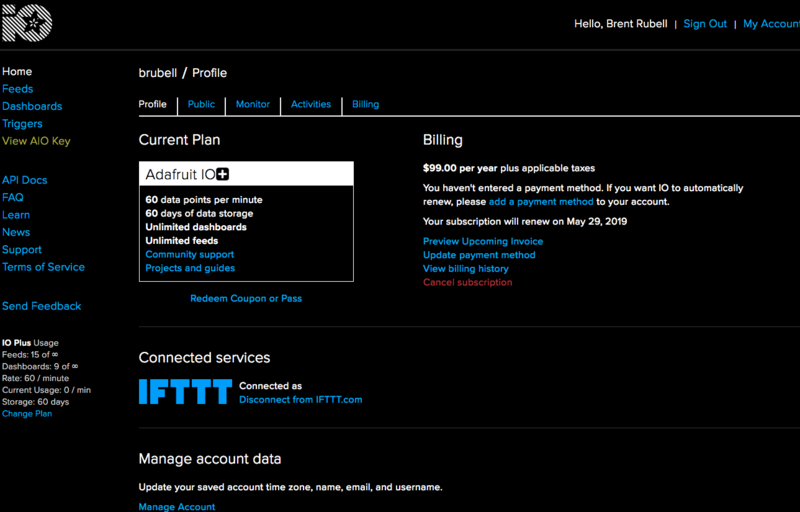 iO
Hello, Brent Rubell | Sign Out | My Account
Home
Feeds
Dashboards
Triggers
View AIO Key
API Docs
FAQ
Learn
News
Support
Terms of Service
Send Feedback
IO Plus Usage
Feeds: 15 of ∞
Dashboards: 9 of ∞
Rate: 60 / minute
Current Usage: 0 / min
Storage: 60 days
Change Plan
brubell / Profile
Profile
Public
Monitor
Activities
Billing
Current Plan
Adafruit IO+
60 data points per minute
60 days of data storage
Unlimited dashboards
Unlimited feeds
Community support
Projects and guides
Redeem Coupon or Pass
Billing
$99.00 per year plus applicable taxes
You haven't entered a payment method. If you want IO to automatically
renew, please add a payment method to your account.
Your subscription will renew on May 29, 2019
Preview Upcoming Invoice
Update payment method
View billing history
Cancel subscription
Connected services
IFTTT
Connected as
Disconnect from IFTTT.com
Manage account data
Update your saved account time zone, name, email, and username.
Manage Account